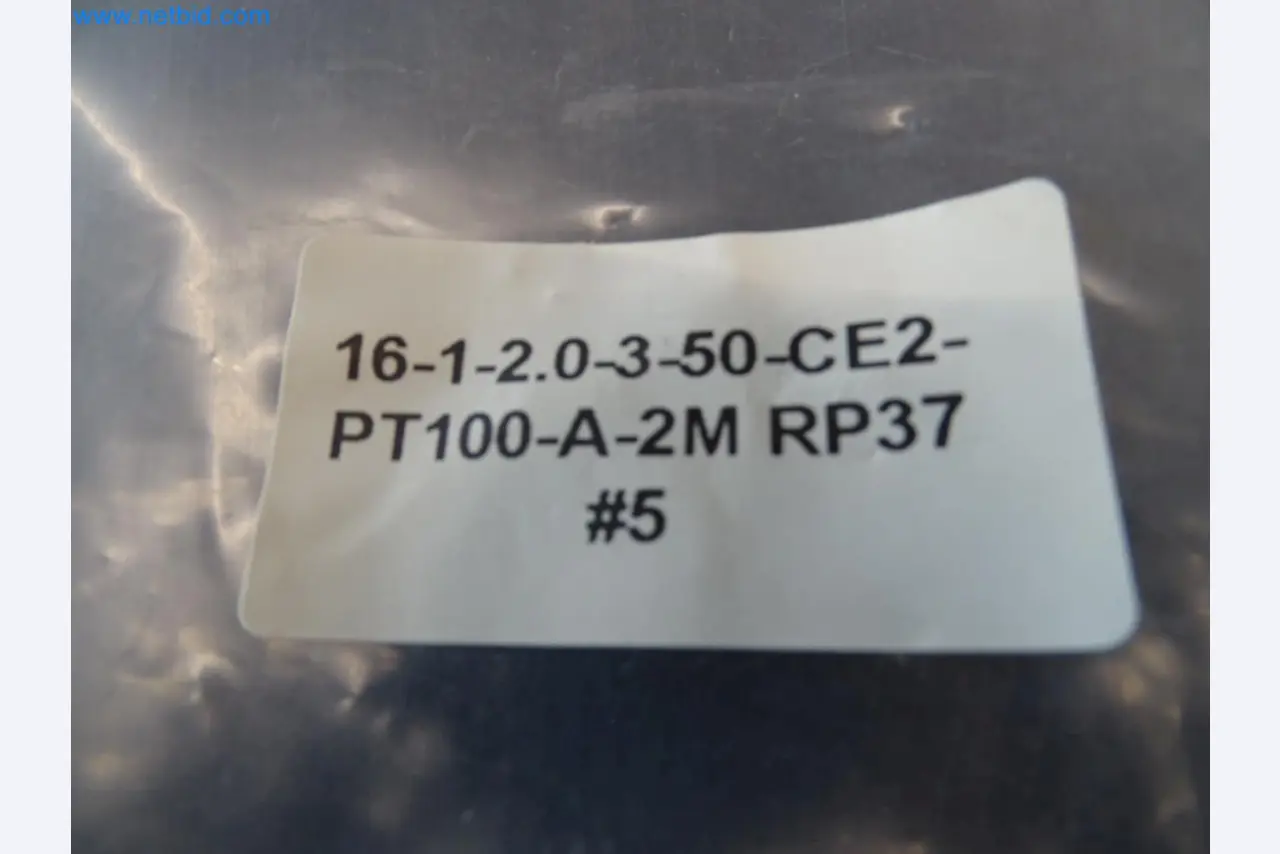 www.netbid.com
16-1-2.0-3-50-CE2-
PT100-A-2M RP37
#5